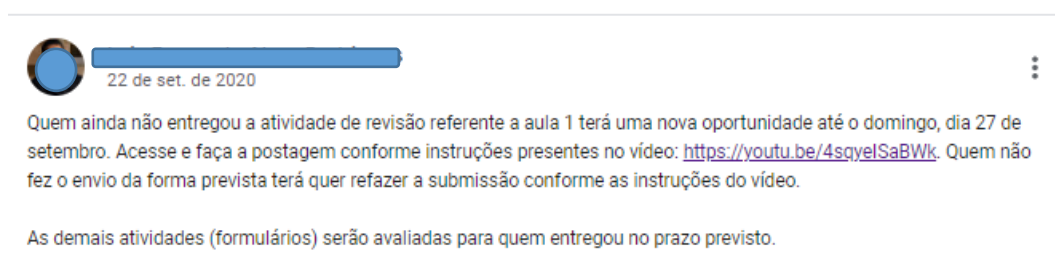 22 de set. de 2020
Quem ainda não entregou a atividade de revisão referente a aula 1 terá uma nova oportunidade até o domingo, dia 27 de
setembro. Acesse e faça a postagem conforme instruções presentes no vídeo: https://youtu.be/4sqyeISaBWk. Quem não
fez o envio da forma prevista terá quer refazer a submissão conforme as instruções do vídeo.
As demais atividades (formulários) serão avaliadas para quem entregou no prazo previsto.